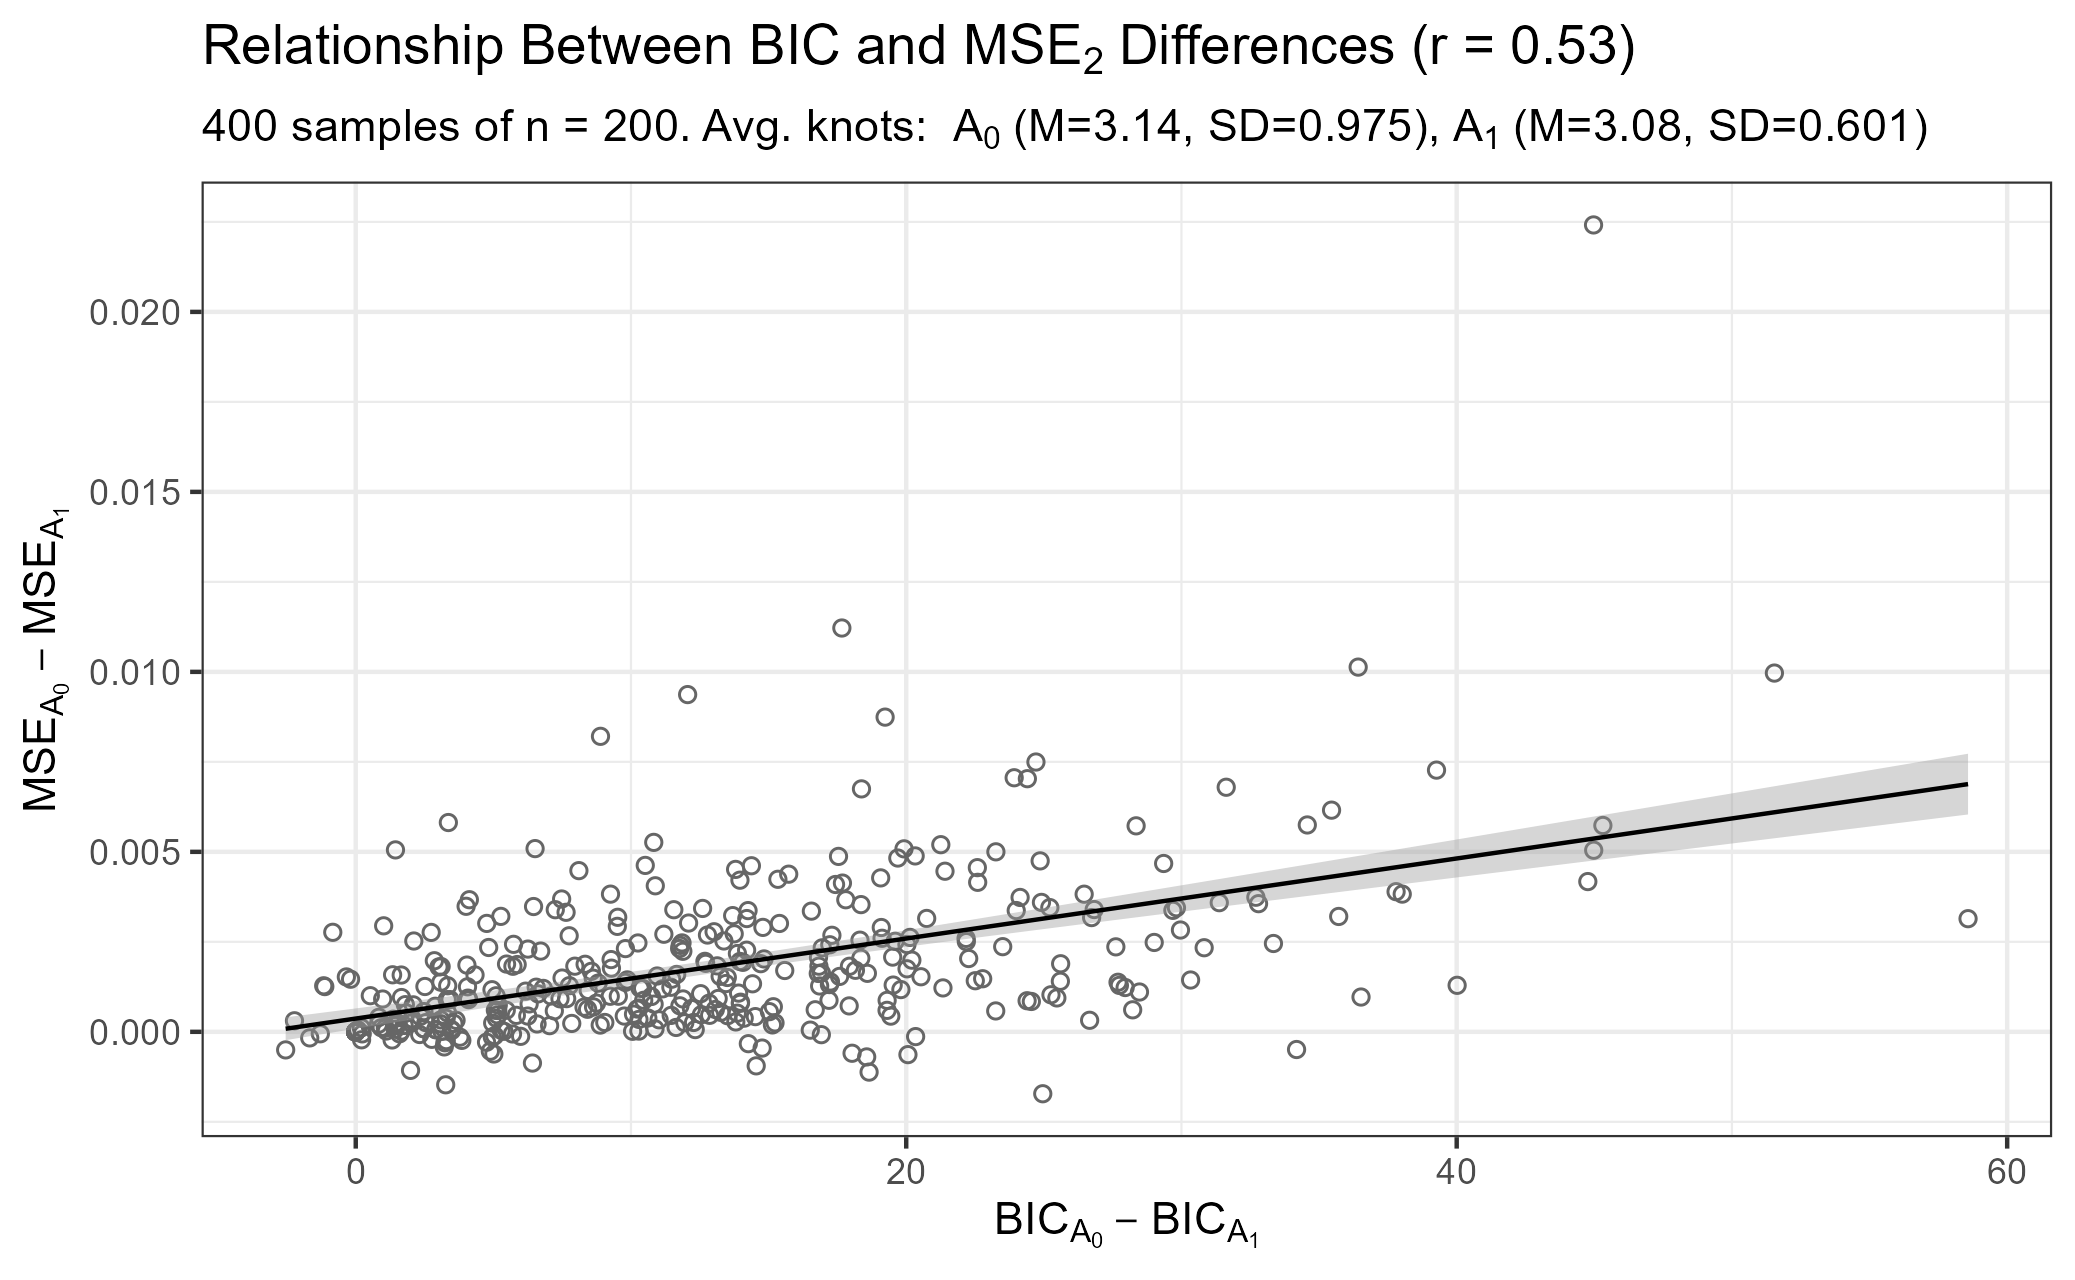 Relationship Between BIC and MSE₂ Differences (r = 0.53)
400 samples of n = 200. Avg. knots:  A₀ (M=3.14, SD=0.975), A₁ (M=3.08, SD=0.601)
MSE_A₀ − MSE_A₁
0.020
0.015
0.010
0.005
0.000
0 20 40 60
BIC_A₀ − BIC_A₁